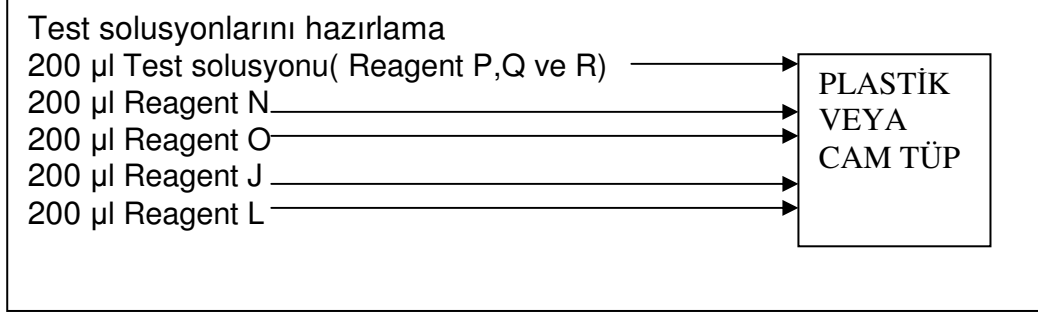 Test solusyonlarını hazırlama
200 µl Test solusyonu( Reagent P,Q ve R)
200 µl Reagent N
200 µl Reagent O
200 µl Reagent J
200 µl Reagent L
PLASTİK
VEYA
CAM TÜP